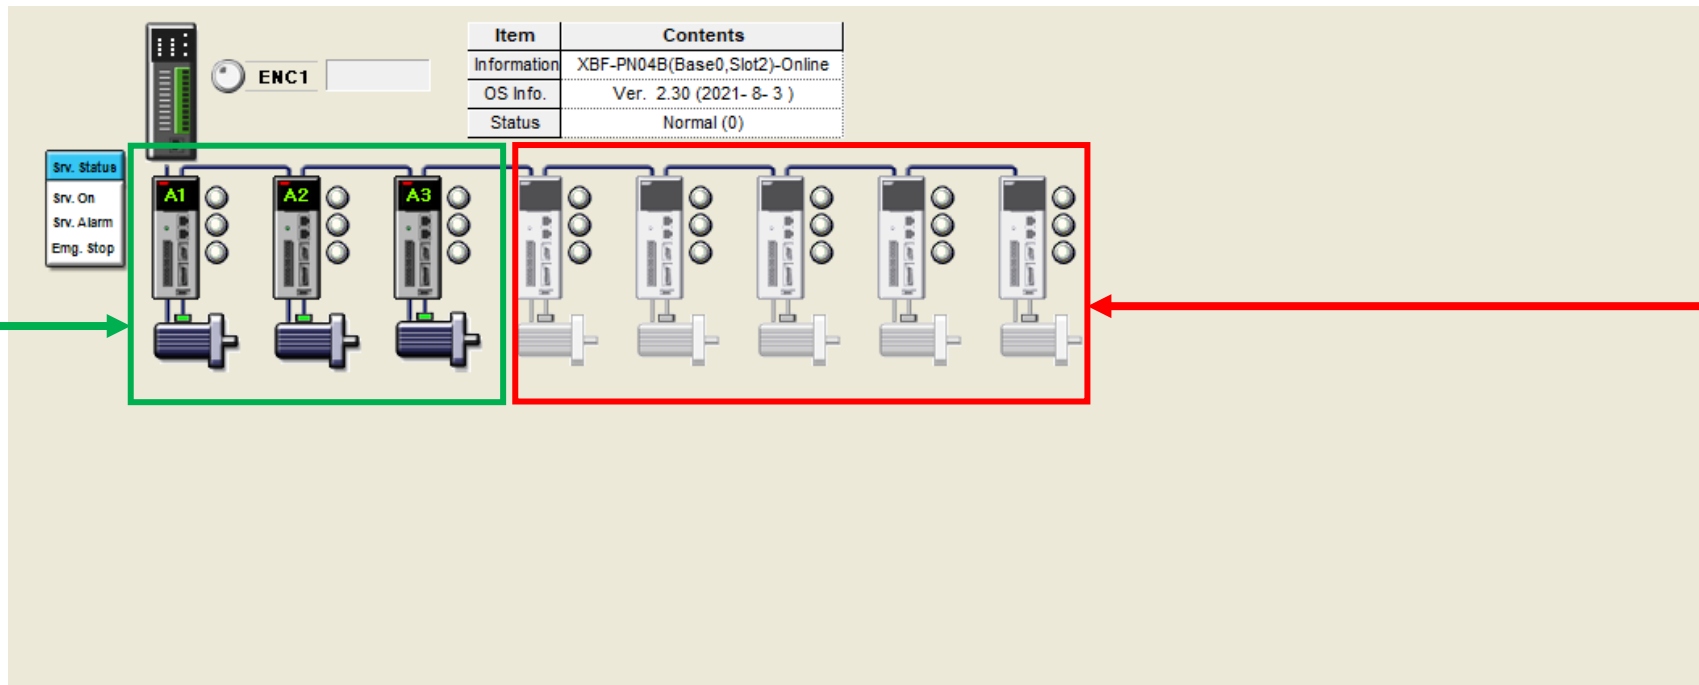 ENC1
Item Contents
Information XBF-PN04B(Base0,Slot2)-Online
OS Info. Ver. 2.30 (2021- 8- 3 )
Status Normal (0)
Srv. Status
Srv. On
Srv. Alarm
Emg. Stop
A1 A2 A3